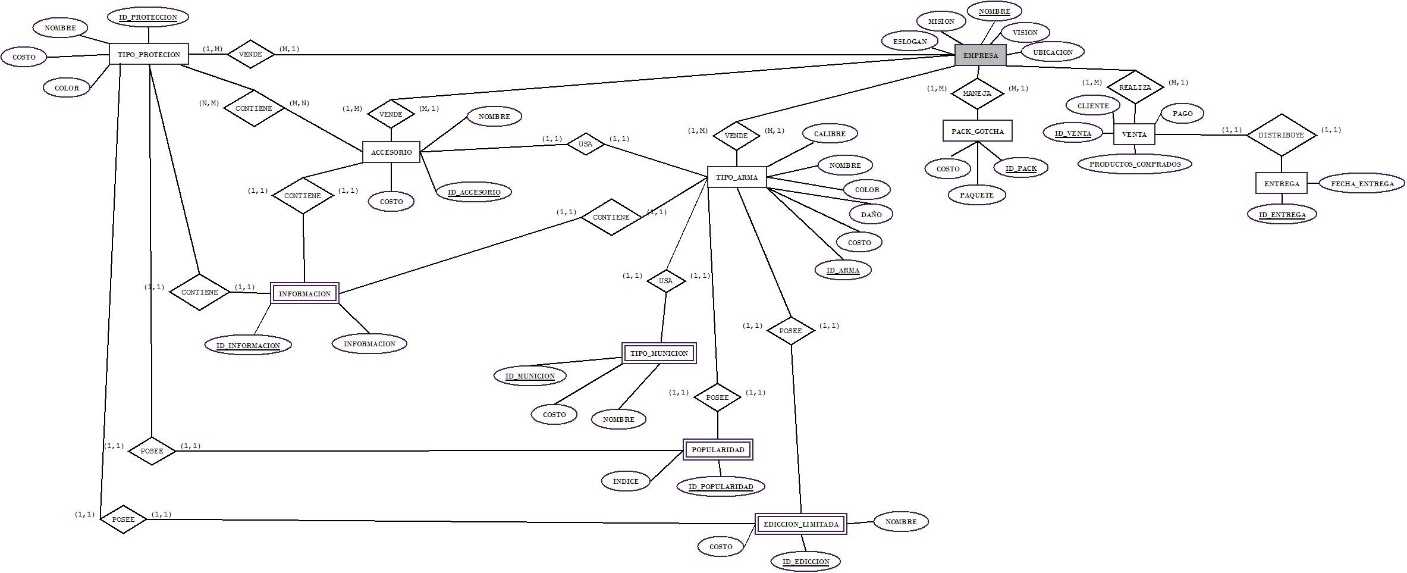 ID_PROTECCION
NOMBRE
COSTO
TIPO_PROTECION
COLOR
(1,M)
VENDE
(M,1)
MISION
NOMBRE
ESLOGAN
VISION
UBICACION
EMPRESA
(N,M)
CONTIENE
(M,N)
(1,M)
VENDE
(M,1)
NOMBRE
ACCESORIO
COSTO
ID_ACCESORIO
(1,1)
USA
(1,1)
(1,M)
VENDE
(M,1)
(1,M)
MANEJA
(M,1)
PACK_GOTCHA
COSTO
ID_PACK
PAQUETE
(1,M)
REALIZA
(M,1)
CLIENTE
PAGO
ID_VENTA
VENTA
PRODUCTOS_COMPRADOS
(1,1)
DISTRIBUYE
(1,1)
ENTREGA
FECHA_ENTREGA
ID_ENTREGA
TIPO_ARMA
CALIBRE
NOMBRE
COLOR
DAÑO
COSTO
ID_ARMA
(1,1)
CONTIENE
(1,1)
(1,1)
CONTIENE
(1,1)
(1,1)
CONTIENE
(1,1)
INFORMACION
ID_INFORMACION
INFORMACION
(1,1)
USA
(1,1)
TIPO_MUNICION
ID_MUNICION
COSTO
NOMBRE
(1,1)
POSEE
(1,1)
(1,1)
POSEE
(1,1)
(1,1)
POSEE
(1,1)
POPULARIDAD
INDICE
ID_POPULARIDAD
(1,1)
POSEE
(1,1)
EDICCION_LIMITADA
NOMBRE
COSTO
ID_EDICCION